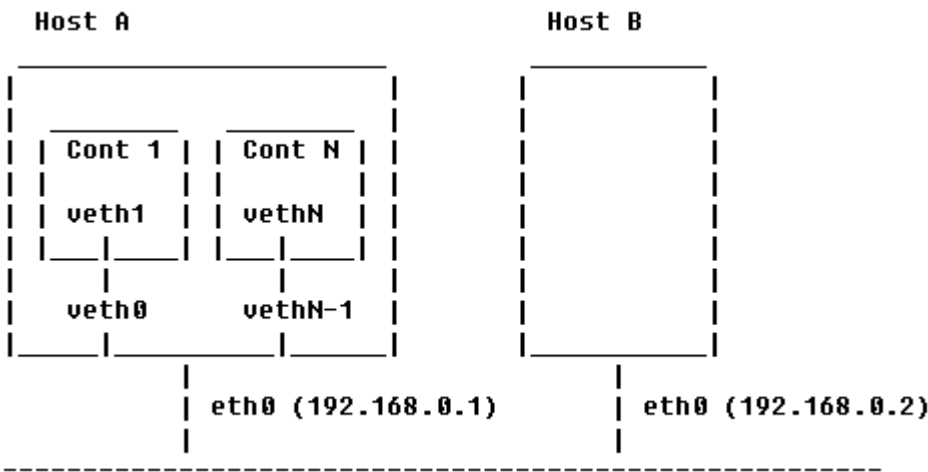 Host A Host B
Cont 1 Cont N
veth1 vethN
veth0 vethN-1
eth0 (192.168.0.1) eth0 (192.168.0.2)